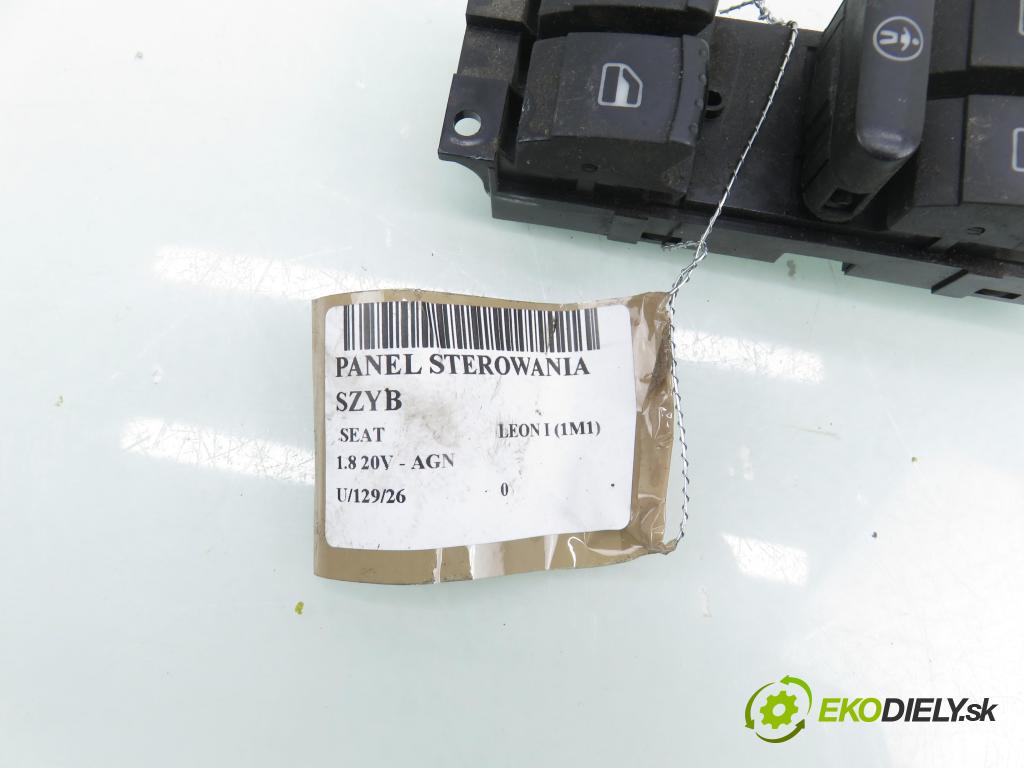 PANEL STEROWANIA
SZYB
SEAT LEON I (1M1)
1.8 20V - AGN
U/129/26 0
EKODIELY.sk